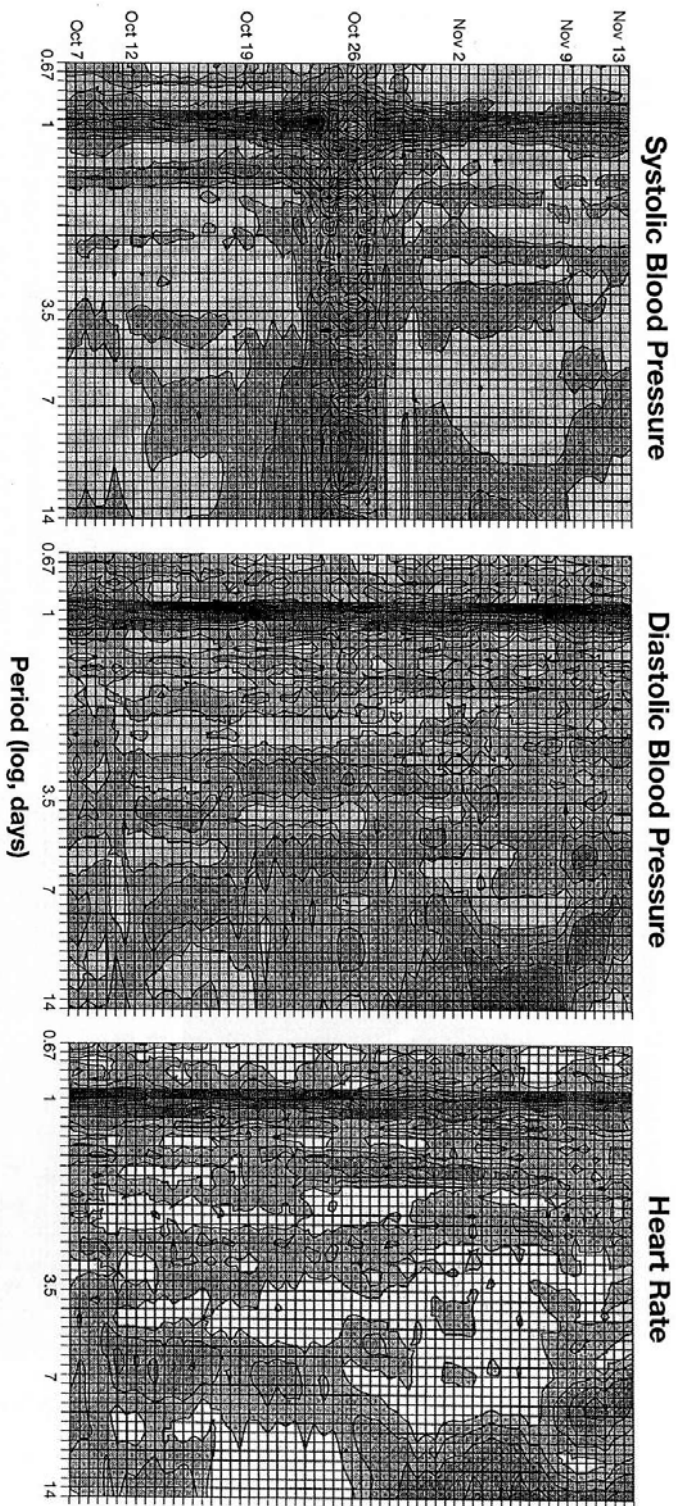 Systolic Blood Pressure
Diastolic Blood Pressure
Heart Rate
Nov 13
Nov 9
Nov 2
Oct 26
Oct 19
Oct 12
Oct 7
0.67
1
3.5
7
14
0.67
1
3.5
7
14
0.67
1
3.5
7
14
Period (log, days)